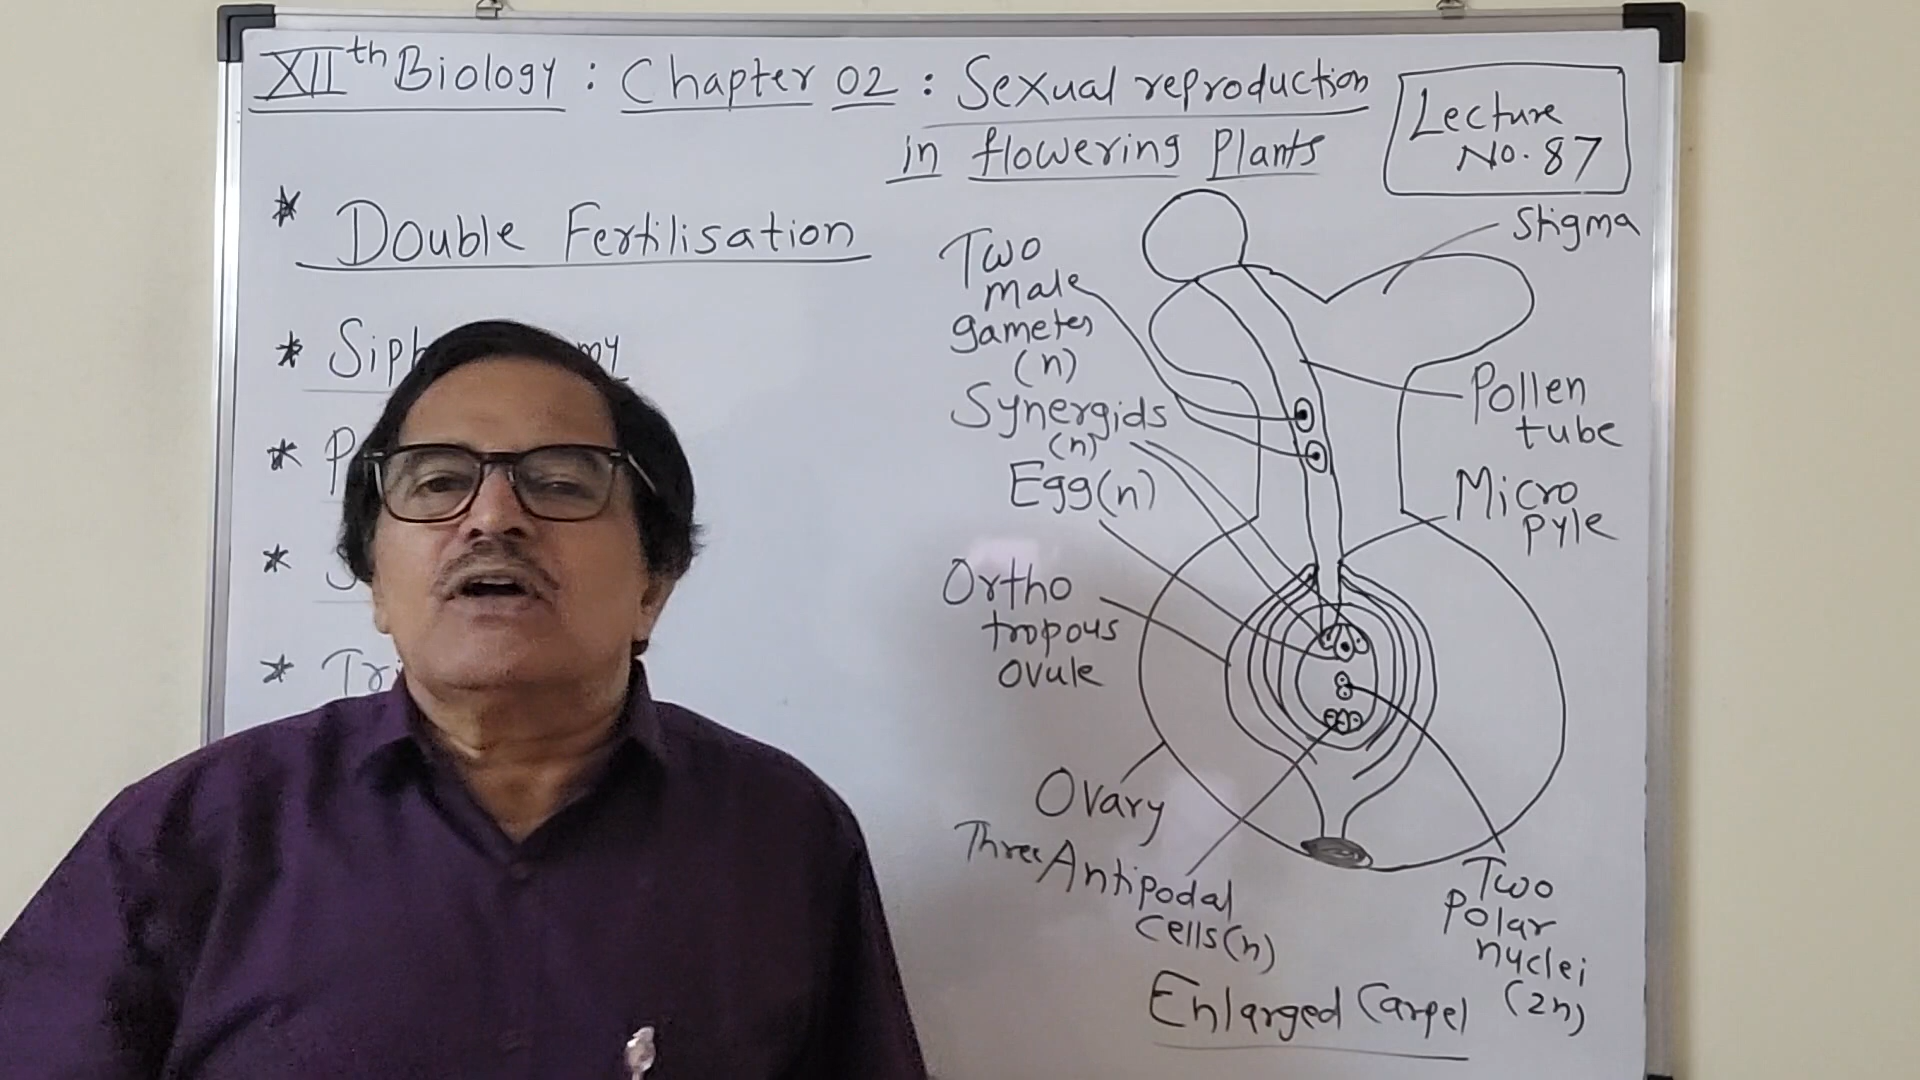 XIIth Biology : Chapter 02 : Sexual reproduction
in flowering Plants
Lecture
No. 87
* Double Fertilisation
*
*
*
*
Stigma
Two
male
gametes
(n)
Pollen
tube
Synergids
(n)
Egg(n)
Micro
pyle
Ortho
tropous
ovule
Ovary
Three Antipodal
cells(n)
Two
Polar
nuclei
(2n)
Enlarged Carpel